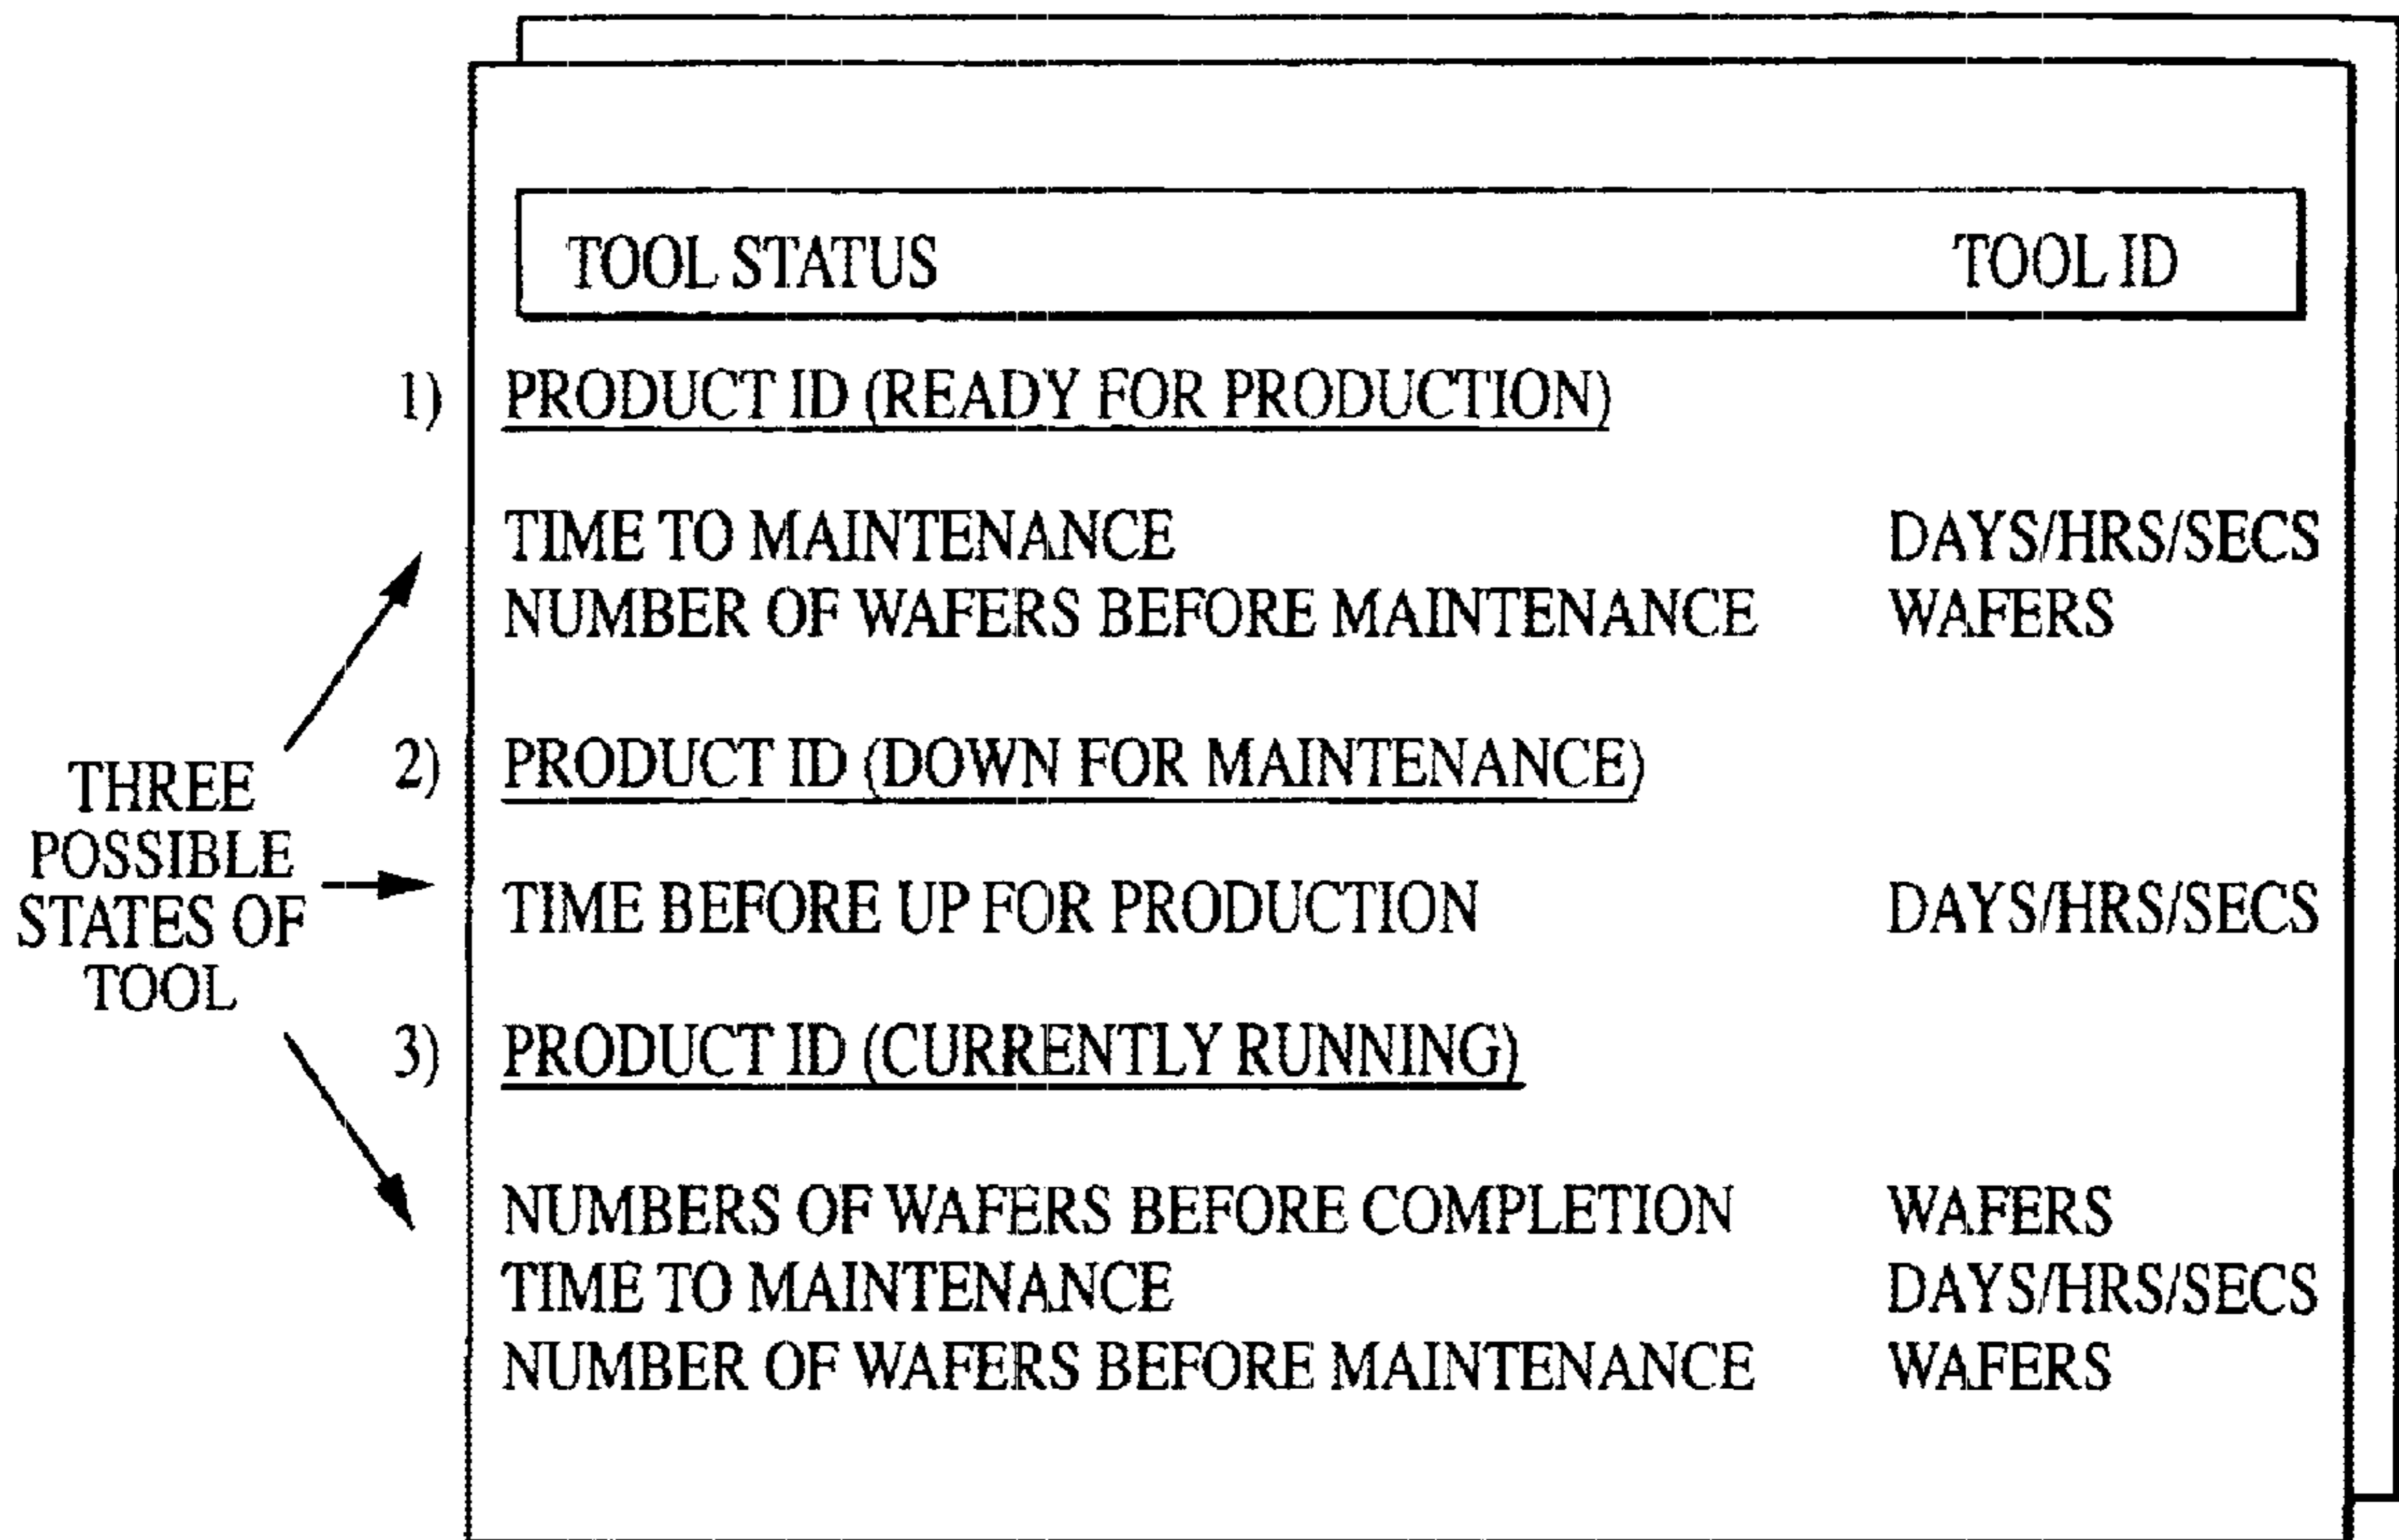 TOOL STATUS TOOL ID
1) PRODUCT ID (READY FOR PRODUCTION)
TIME TO MAINTENANCE DAYS/HRS/SECS
NUMBER OF WAFERS BEFORE MAINTENANCE WAFERS
2) PRODUCT ID (DOWN FOR MAINTENANCE)
TIME BEFORE UP FOR PRODUCTION DAYS/HRS/SECS
3) PRODUCT ID (CURRENTLY RUNNING)
NUMBERS OF WAFERS BEFORE COMPLETION WAFERS
TIME TO MAINTENANCE DAYS/HRS/SECS
NUMBER OF WAFERS BEFORE MAINTENANCE WAFERS
THREE
POSSIBLE
STATES OF
TOOL